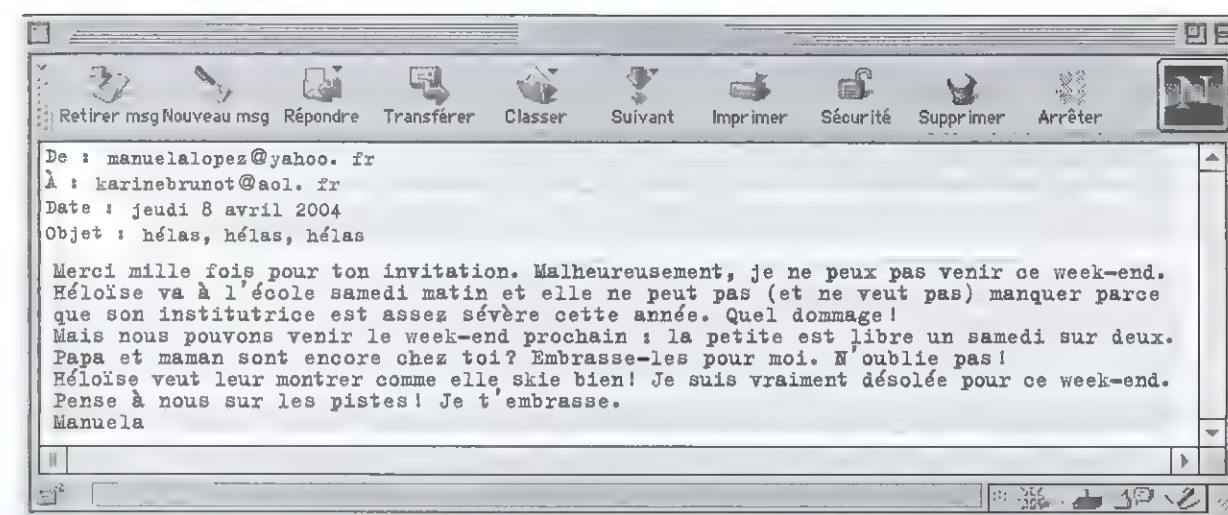 Retirer msg Nouveau msg Répondre Transférer Classer Suivant Imprimer Sécurité Supprimer Arrêter
N
De : manuelalopez@yahoo. fr
À : karinebrunot@aol. fr
Date : jeudi 8 avril 2004
Objet : hélas, hélas, hélas
Merci mille fois pour ton invitation. Malheureusement, je ne peux pas venir ce week-end.
Héloïse va à l'école samedi matin et elle ne peut pas (et ne veut pas) manquer parce
que son institutrice est assez sévère cette année. Quel dommage!
Mais nous pouvons venir le week-end prochain : la petite est libre un samedi sur deux.
Papa et maman sont encore chez toi? Embrasse-les pour moi. N'oublie pas!
Héloïse veut leur montrer comme elle skie bien! Je suis vraiment désolée pour ce week-end.
Pense à nous sur les pistes! Je t'embrasse.
Manuela